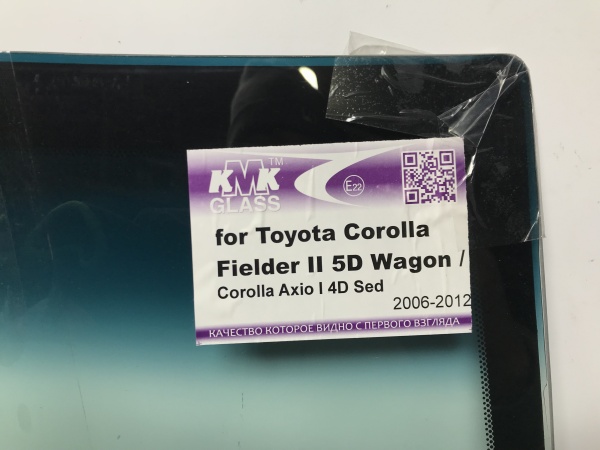 KMK™
GLASS
E22
for Toyota Corolla
Fielder II 5D Wagon /
Corolla Axio I 4D Sed
2006-2012
КАЧЕСТВО КОТОРОЕ ВИДНО С ПЕРВОГО ВЗГЛЯДА